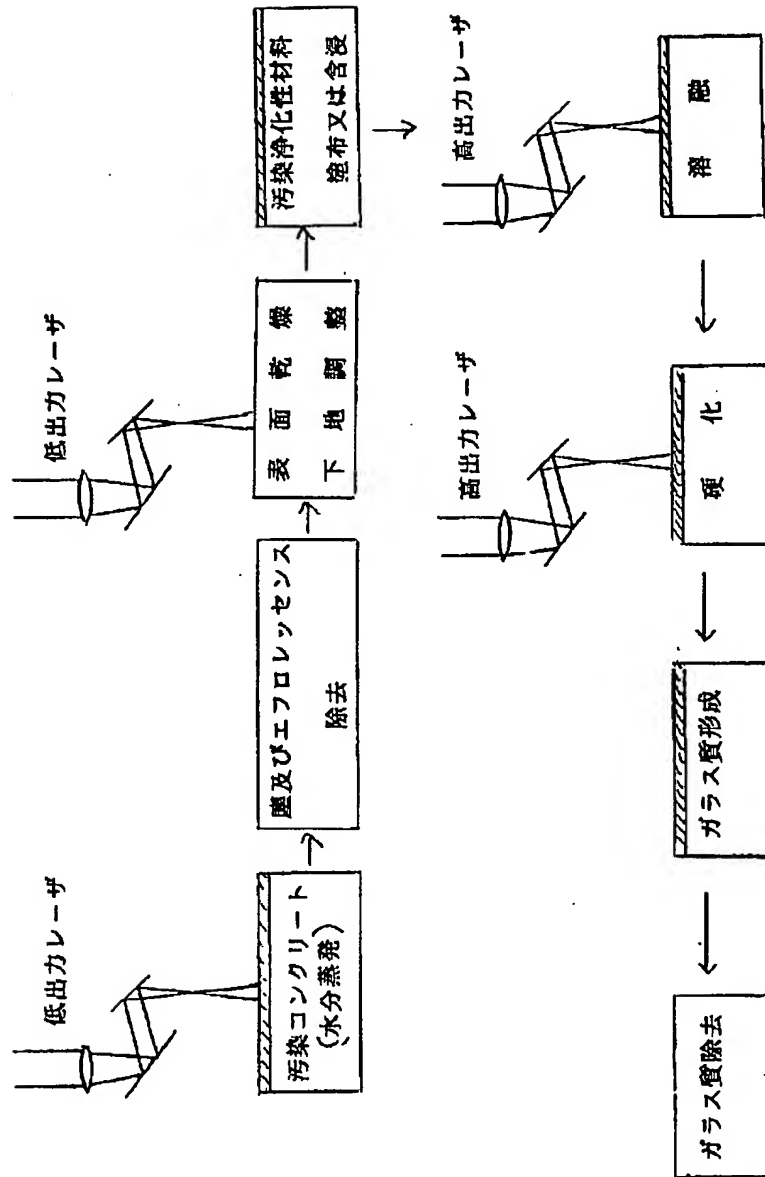 低出力レーザ
汚染コンクリート
(水分蒸発)
塵及びエフロレッセンス
除去
低出力レーザ
表面乾燥
下地調整
汚染浄化性材料
塗布又は含浸
高出力レーザ
溶融
高出力レーザ
硬化
ガラス質形成
ガラス質除去